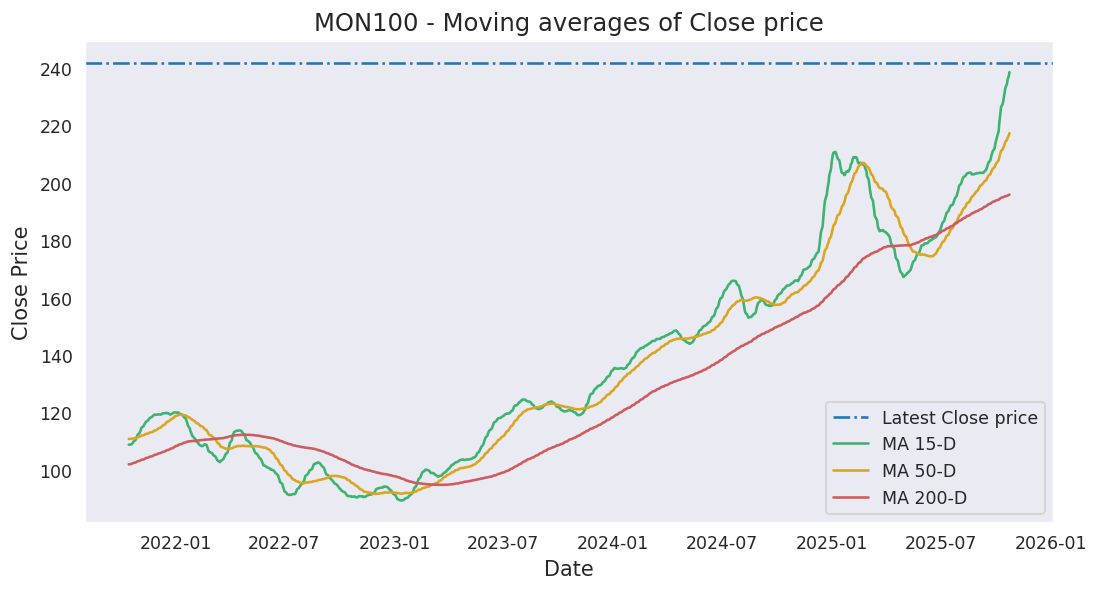 MON100 - Moving averages of Close price
Close Price
240
220
200
180
160
140
120
100
Latest Close price
MA 15-D
MA 50-D
MA 200-D
2022-01 2022-07 2023-01 2023-07 2024-01 2024-07 2025-01 2025-07 2026-01
Date